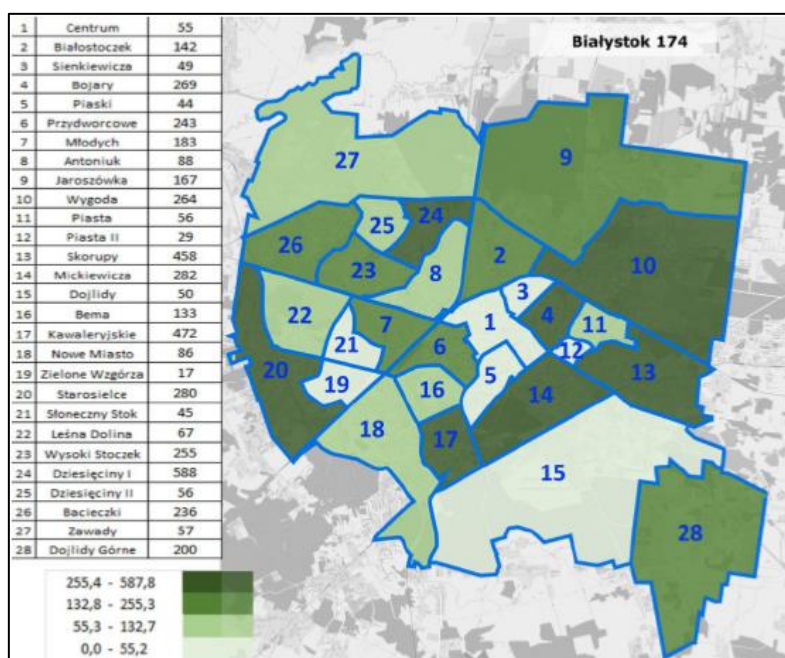 1 Centrum 55
2 Białostoczek 142
3 Sienkiewicza 49
4 Bojary 269
5 Piaski 44
6 Przydworcowe 243
7 Młodych 183
8 Antoniuk 88
9 Jaroszówka 167
10 Wygoda 264
11 Piasta 56
12 Piasta II 29
13 Skorupy 458
14 Mickiewicza 282
15 Dojlidy 50
16 Bema 133
17 Kawaleryjskie 472
18 Nowe Miasto 86
19 Zielone Wzgórza 17
20 Starosielce 280
21 Słoneczny Stok 45
22 Leśna Dolina 67
23 Wysoki Stoczek 255
24 Dziesięciny I 588
25 Dziesięciny II 56
26 Bacieczki 236
27 Zawady 57
28 Dojlidy Górne 200
255,4 - 587,8
132,8 - 255,3
55,3 - 132,7
0,0 - 55,2
Białystok 174
27
9
25
24
26
23
8
2
10
3
1
4
11
22
7
21
6
12
5
13
20
19
16
14
18
17
15
28